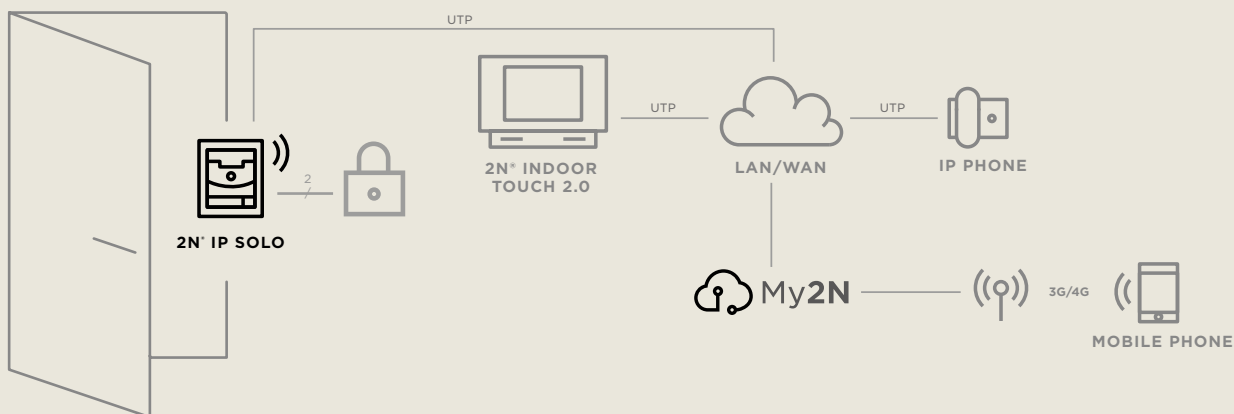 UTP
UTP
UTP
2
2N® INDOOR
TOUCH 2.0
LAN/WAN
IP PHONE
2N® IP SOLO
My2N
3G/4G
MOBILE PHONE